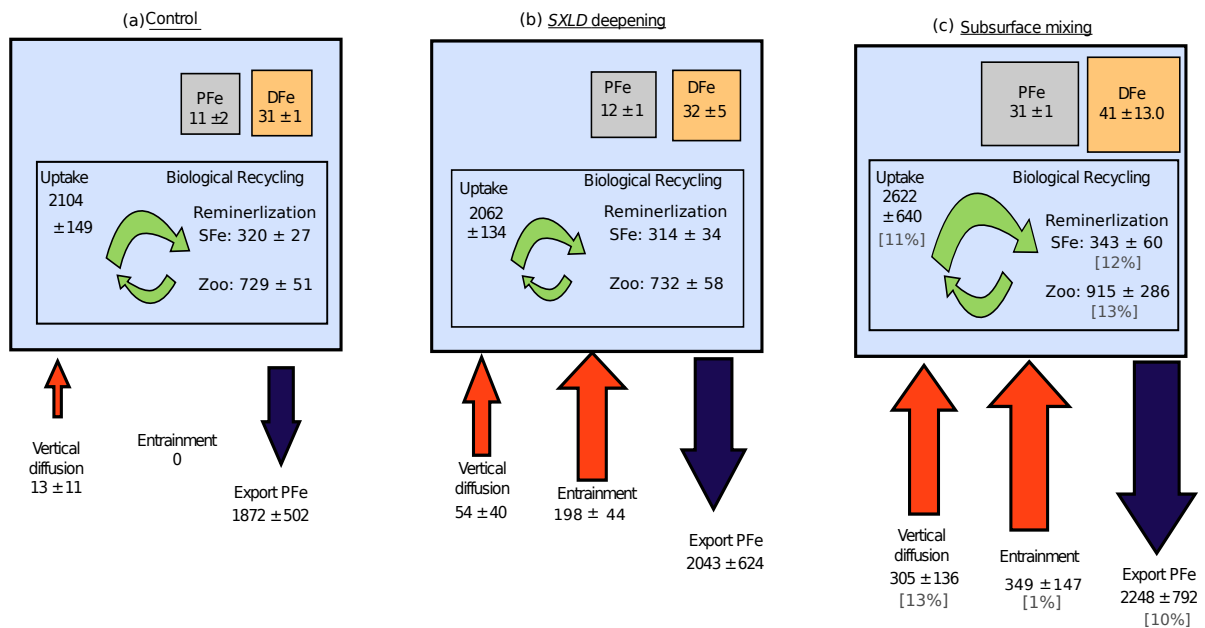 (a) Control
PFe
11 ±2
DFe
31 ± 1
Uptake
2104
± 149
Biological Recycling
Reminerlization
SFe: 320 ± 27
Zoo: 729 ± 51
Vertical
diffusion
13 ± 11
Entrainment
0
Export PFe
1872 ± 502
(b) SXLD deepening
PFe
12 ± 1
DFe
32 ± 5
Uptake
2062
± 134
Biological Recycling
Reminerlization
SFe: 314 ± 34
Zoo: 732 ± 58
Vertical
diffusion
54 ± 40
Entrainment
198 ± 44
Export PFe
2043 ± 624
(c) Subsurface mixing
PFe
31 ± 1
DFe
41 ± 13.0
Uptake
2622
± 640
[11%]
Biological Recycling
Reminerlization
SFe: 343 ± 60
[12%]
Zoo: 915 ± 286
[13%]
Vertical
diffusion
305 ± 136
[13%]
Entrainment
349 ± 147
[1%]
Export PFe
2248 ± 792
[10%]